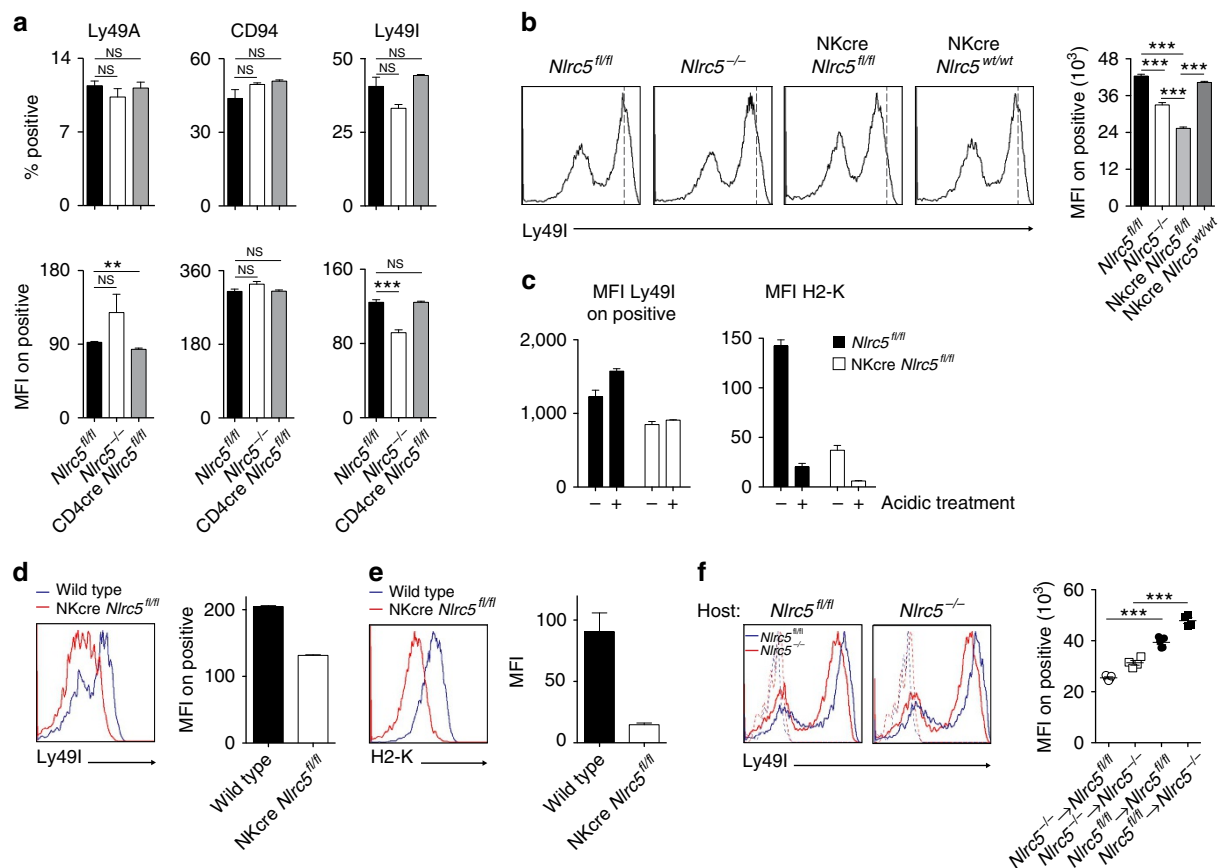 a
Ly49A
CD94
Ly49I
% positive
14
7
0
NS
NS
60
30
0
NS
NS
50
25
0
NS
NS
MFI on positive
180
90
0
**
NS
360
180
0
NS
NS
160
80
0
NS
***
Nlrc5fl/fl
Nlrc5−/−
CD4cre Nlrc5fl/fl
Nlrc5fl/fl
Nlrc5−/−
CD4cre Nlrc5fl/fl
Nlrc5fl/fl
Nlrc5−/−
CD4cre Nlrc5fl/fl
b
Nlrc5fl/fl
Nlrc5−/−
NKcre
Nlrc5fl/fl
NKcre
Nlrc5wt/wt
Ly49I
MFI on positive (10³)
48
36
24
12
0
***
*** ***
***
Nlrc5fl/fl
Nlrc5−/−
Nkcre Nlrc5fl/fl
NKcre Nlrc5wt/wt
c
MFI Ly49I
on positive
2,000
1,000
0
− + − +
MFI H2-K
150
100
50
0
− + − +
Acidic treatment
Nlrc5fl/fl
NKcre Nlrc5fl/fl
d
Wild type
NKcre Nlrc5fl/fl
Ly49I
MFI on positive
200
100
0
Wild type
NKcre Nlrc5fl/fl
e
Wild type
NKcre Nlrc5fl/fl
H2-K
MFI
100
50
0
Wild type
NKcre Nlrc5fl/fl
f
Host:
Nlrc5fl/fl
Nlrc5−/−
Nlrc5fl/fl
Nlrc5−/−
Ly49I
MFI on positive (10³)
60
40
20
0
***
***
Nlrc5−/−→Nlrc5fl/fl
Nlrc5−/−→Nlrc5−/−
Nlrc5fl/fl→Nlrc5fl/fl
Nlrc5fl/fl→Nlrc5−/−